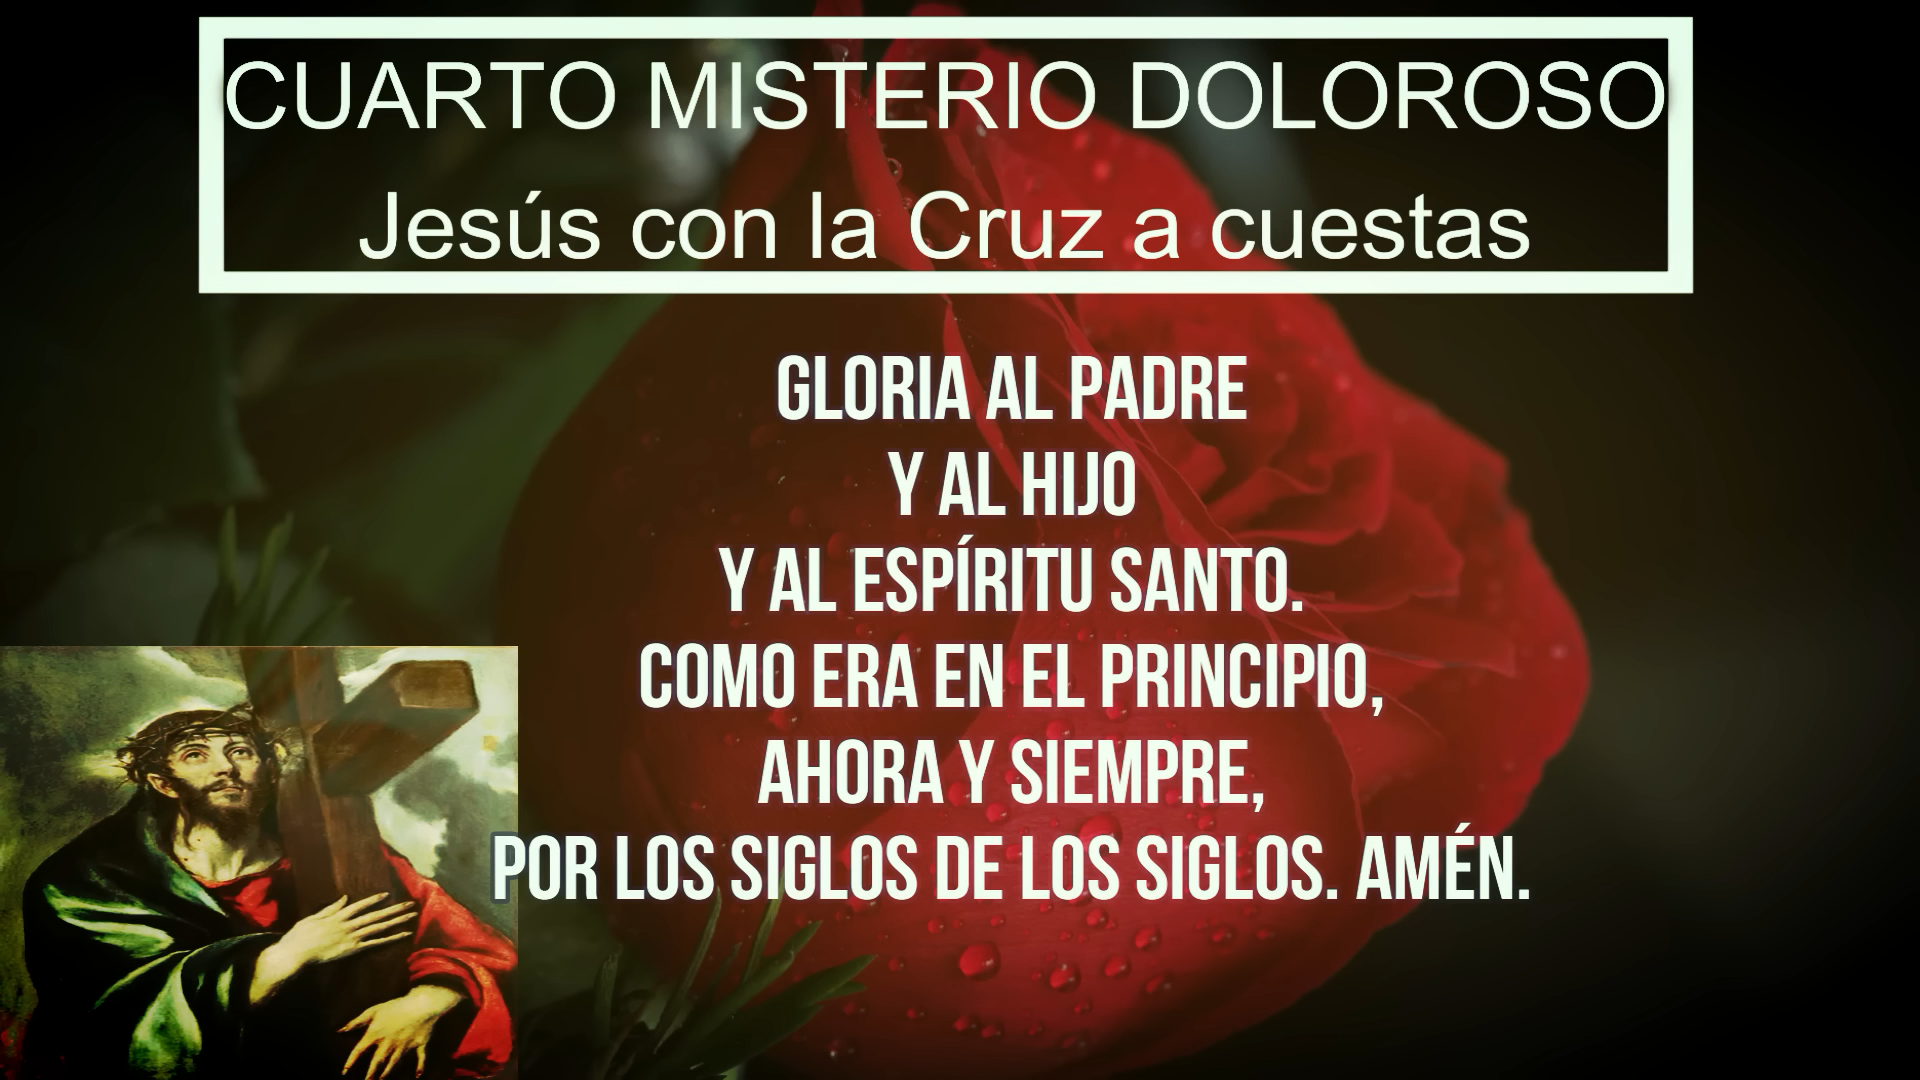 CUARTO MISTERIO DOLOROSO
Jesús con la Cruz a cuestas
GLORIA AL PADRE
Y AL HIJO
Y AL ESPÍRITU SANTO.
COMO ERA EN EL PRINCIPIO,
AHORA Y SIEMPRE,
POR LOS SIGLOS DE LOS SIGLOS. AMÉN.